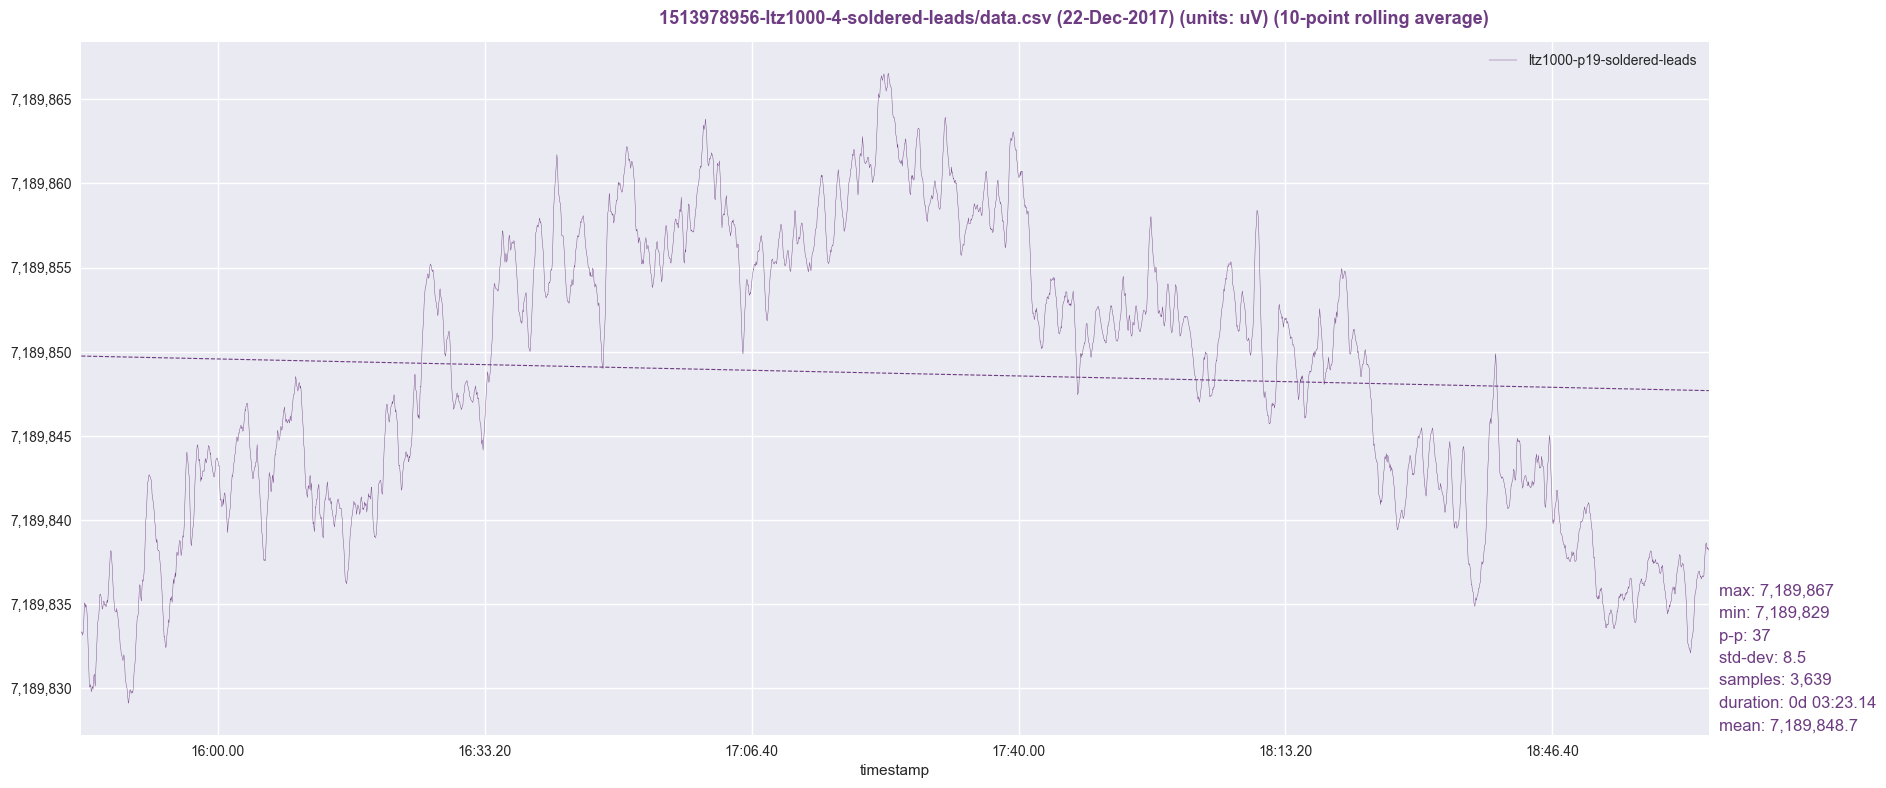 1513978956-ltz1000-4-soldered-leads/data.csv (22-Dec-2017) (units: uV) (10-point rolling average)
ltz1000-p19-soldered-leads
7,189,865
7,189,860
7,189,855
7,189,850
7,189,845
7,189,840
7,189,835
7,189,830
max: 7,189,867
min: 7,189,829
p-p: 37
std-dev: 8.5
samples: 3,639
duration: 0d 03:23.14
mean: 7,189,848.7
16:00.00 16:33.20 17:06.40 17:40.00 18:13.20 18:46.40
timestamp